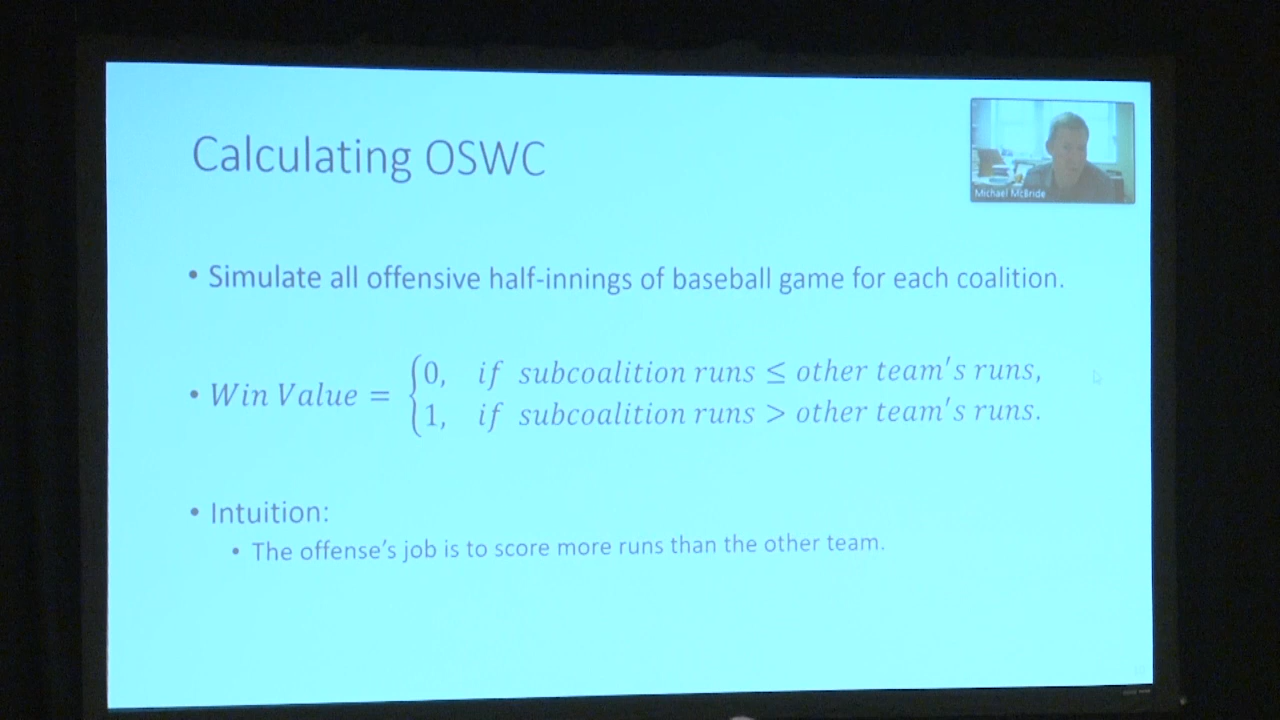 Calculating OSWC
Michael McBride
• Simulate all offensive half-innings of baseball game for each coalition.
• Win Value = {0, if subcoalition runs ≤ other team's runs,
1, if subcoalition runs > other team's runs.
• Intuition:
• The offense's job is to score more runs than the other team.